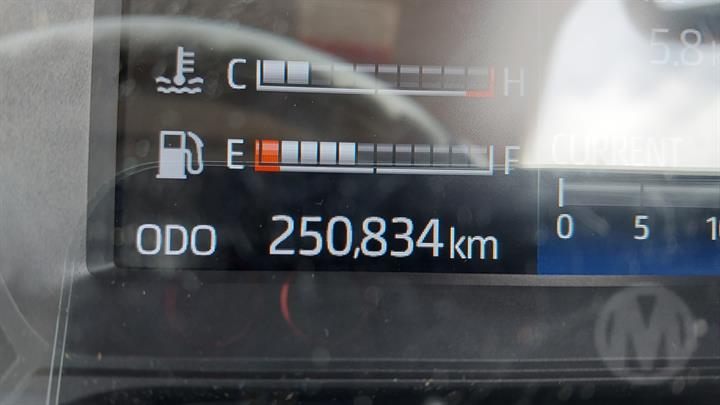 5.8
C H
E F
CURRENT
ODO 250,834 km
0 5
M